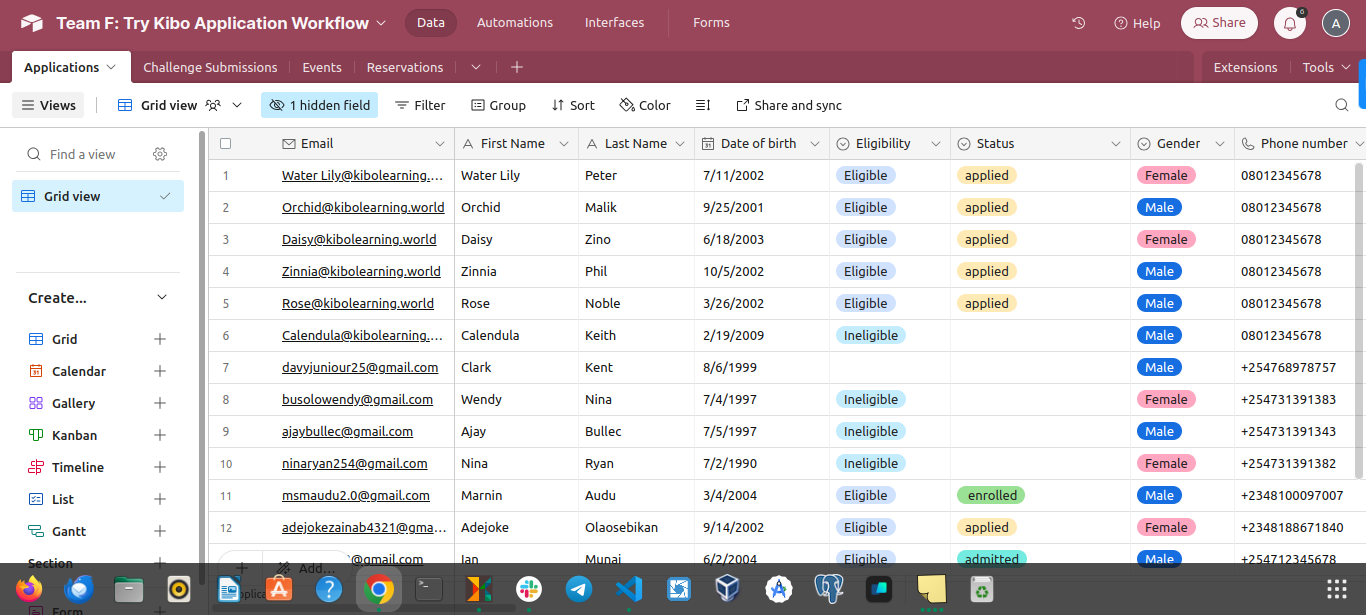 Team F: Try Kibo Application Workflow Data Automations Interfaces Forms Help Share 6 A
Applications Challenge Submissions Events Reservations Extensions Tools
Views Grid view 1 hidden field Filter Group Sort Color Share and sync
Find a view
Grid view
Create...
Grid
Calendar
Gallery
Kanban
Timeline
List
Gantt
Section
Form
Email First Name Last Name Date of birth Eligibility Status Gender Phone number
1 Water Lily@kibolearning.… Water Lily Peter 7/11/2002 Eligible applied Female 08012345678
2 Orchid@kibolearning.world Orchid Malik 9/25/2001 Eligible applied Male 08012345678
3 Daisy@kibolearning.world Daisy Zino 6/18/2003 Eligible applied Female 08012345678
4 Zinnia@kibolearning.world Zinnia Phil 10/5/2002 Eligible applied Male 08012345678
5 Rose@kibolearning.world Rose Noble 3/26/2002 Eligible applied Male 08012345678
6 Calendula@kibolearning.… Calendula Keith 2/19/2009 Ineligible Male 08012345678
7 davyjuniour25@gmail.com Clark Kent 8/6/1999 Male +254768978757
8 busolowendy@gmail.com Wendy Nina 7/4/1997 Ineligible Female +254731391383
9 ajaybullec@gmail.com Ajay Bullec 7/5/1997 Ineligible Male +254731391343
10 ninaryan254@gmail.com Nina Ryan 7/2/1990 Ineligible Female +254731391382
11 msmaudu2.0@gmail.com Marnin Audu 3/4/2004 Eligible enrolled Male +2348100097007
12 adejokezainab4321@gma… Adejoke Olaosebikan 9/14/2002 Eligible applied Female +2348188671840
@gmail.com Ian Munai 6/2/2004 Eligible admitted Male +254712345678
Add...